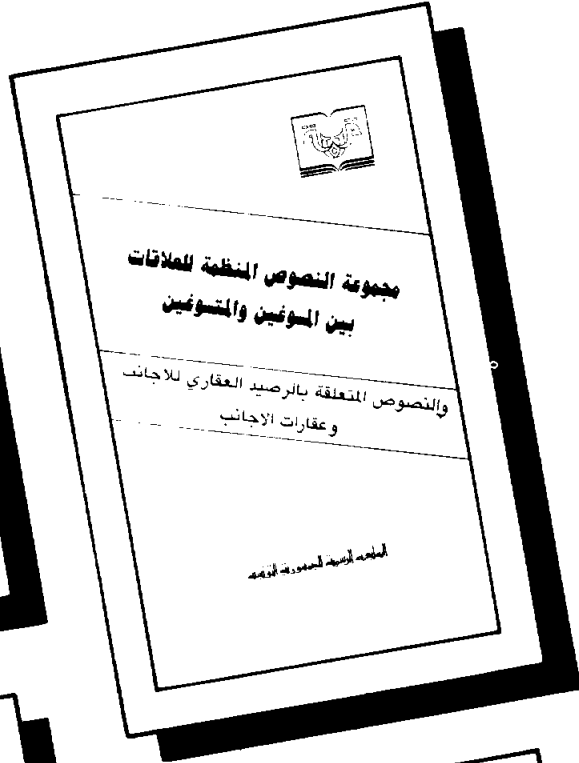 مجموعة النصوص المنظمة للعلاقات
بين المسوغين والمتسوغين
والنصوص المتعلقة بالرصيد العقاري للاجانب
وعقارات الاجانب
المطبعة الرسمية للجمهورية التونسية